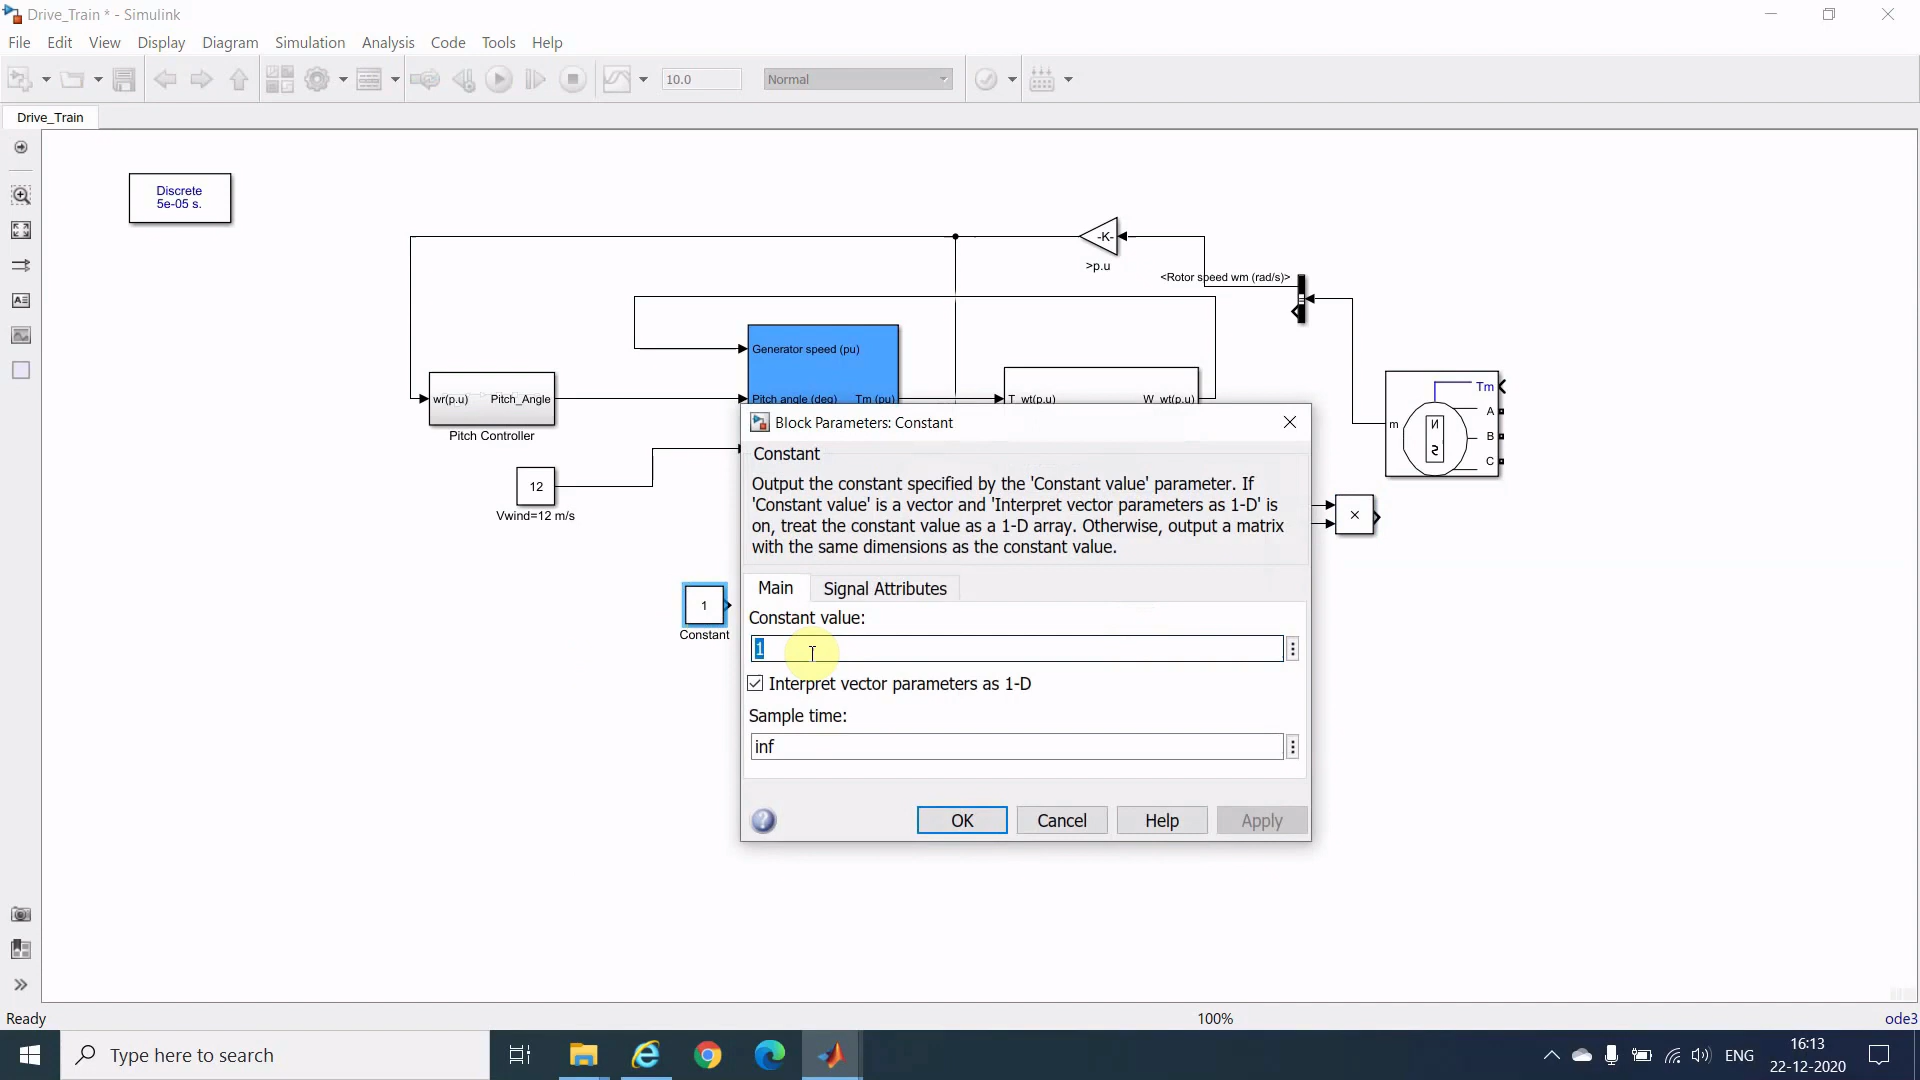 Drive_Train * - Simulink
File Edit View Display Diagram Simulation Analysis Code Tools Help
10.0 Normal
Drive_Train
Discrete
5e-05 s.
-K-
>p.u
<Rotor speed wm (rad/s)>
Generator speed (pu)
Pitch angle (deg) Tm (pu)
T_wt(p.u) W_wt(p.u)
wr(p.u) Pitch_Angle
Pitch Controller
Tm
A
m
B
C
N
S
12
Vwind=12 m/s
×
1
Constant
Block Parameters: Constant
Constant
Output the constant specified by the 'Constant value' parameter. If
'Constant value' is a vector and 'Interpret vector parameters as 1-D' is
on, treat the constant value as a 1-D array. Otherwise, output a matrix
with the same dimensions as the constant value.
Main Signal Attributes
Constant value:
1
Interpret vector parameters as 1-D
Sample time:
inf
OK Cancel Help Apply
Ready 100% ode3
Type here to search
ENG
16:13
22-12-2020